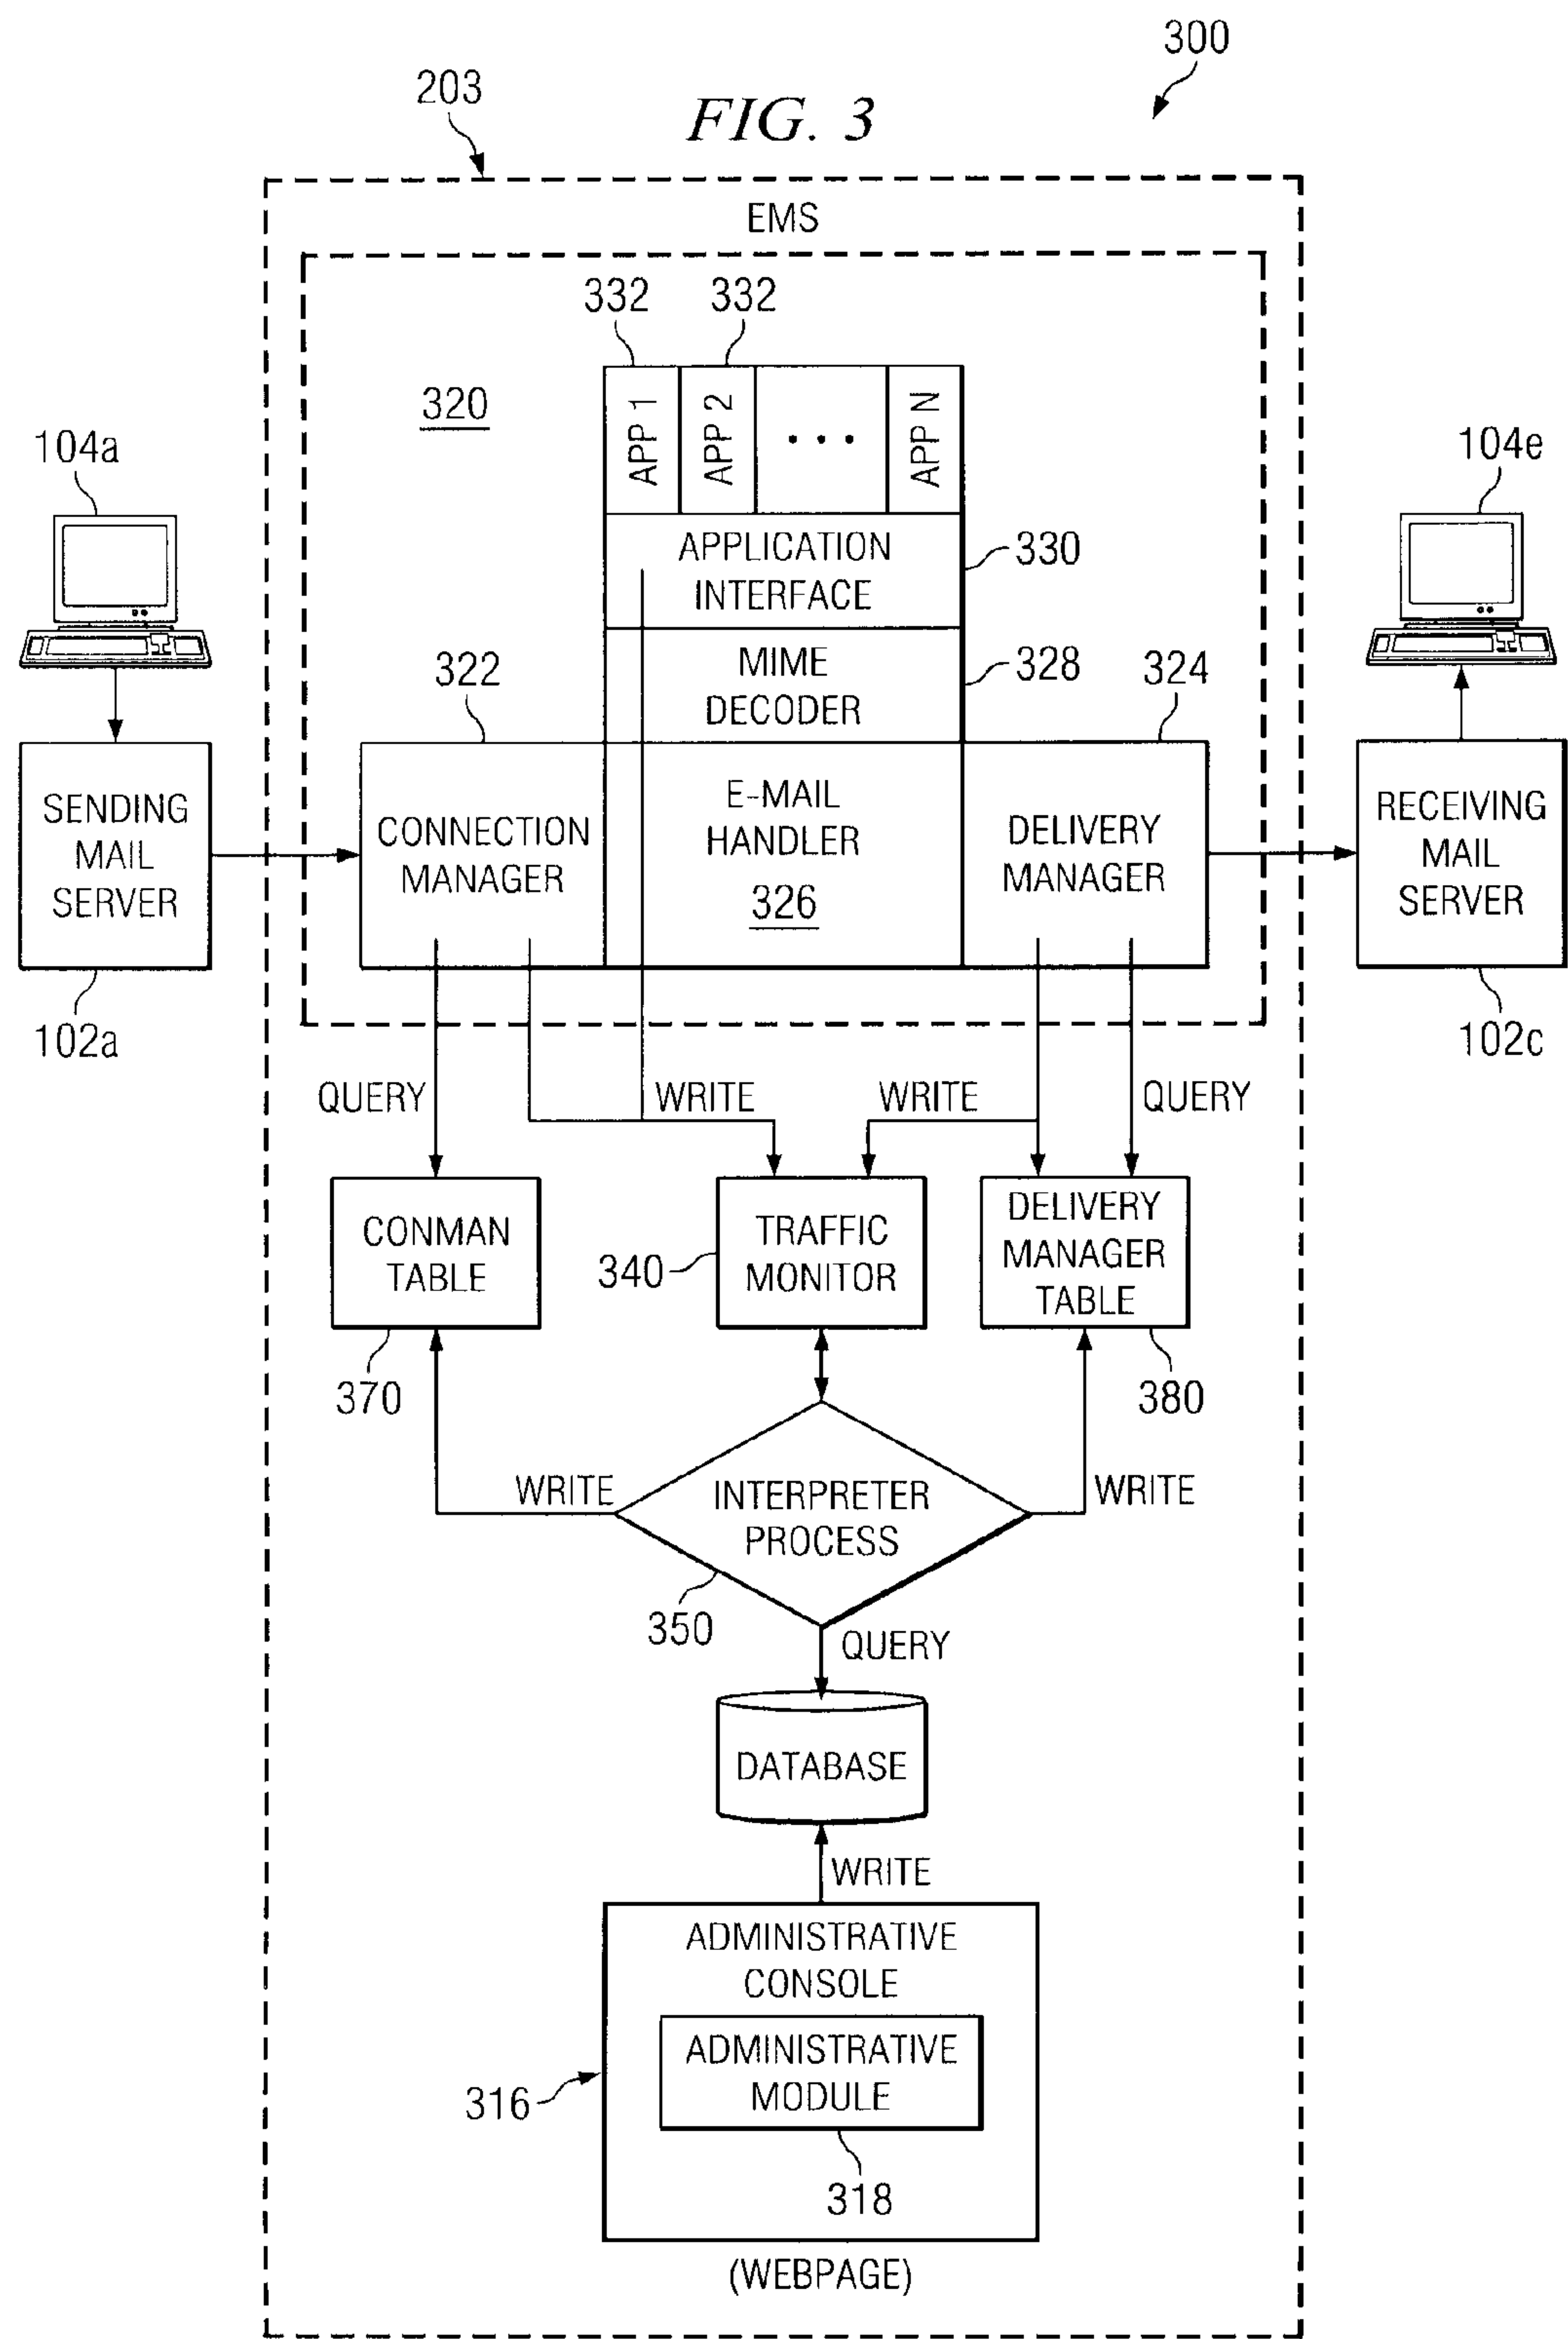 300
203
FIG. 3
EMS
332
332
320
APP 1
APP 2
• • •
APP N
104a
104e
APPLICATION
INTERFACE
330
MIME
DECODER
328
322
324
SENDING
MAIL
SERVER
CONNECTION
MANAGER
E-MAIL
HANDLER
326
DELIVERY
MANAGER
RECEIVING
MAIL
SERVER
102a
102c
QUERY
WRITE
WRITE
QUERY
CONMAN
TABLE
340
TRAFFIC
MONITOR
DELIVERY
MANAGER
TABLE
370
380
WRITE
INTERPRETER
PROCESS
WRITE
350
QUERY
DATABASE
WRITE
ADMINISTRATIVE
CONSOLE
ADMINISTRATIVE
MODULE
316
318
(WEBPAGE)